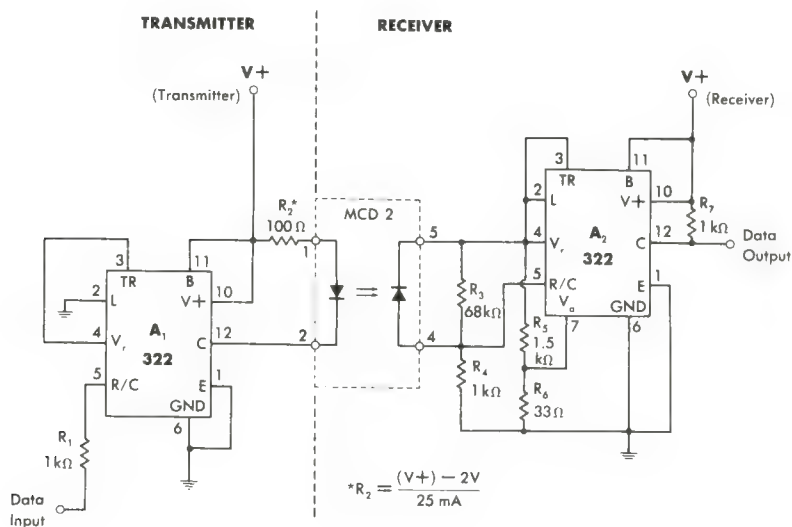 TRANSMITTER
RECEIVER
V+
(Transmitter)
V+
(Receiver)
R₂*
100Ω
1
MCD 2
5
2
4
3
TR
11
B
2
L
V+
10
4
Vr
A₁
322
C
12
5
R/C
E
1
GND
6
R₁
1kΩ
Data
Input
R₃
68kΩ
R₄
1kΩ
R₅
1.5
kΩ
R₆
33Ω
3
TR
11
B
2
L
V+
10
4
Vr
A₂
322
C
12
5
R/C
E
1
Va
7
GND
6
R₇
1kΩ
Data
Output
*R₂ = (V+) − 2V / 25 mA